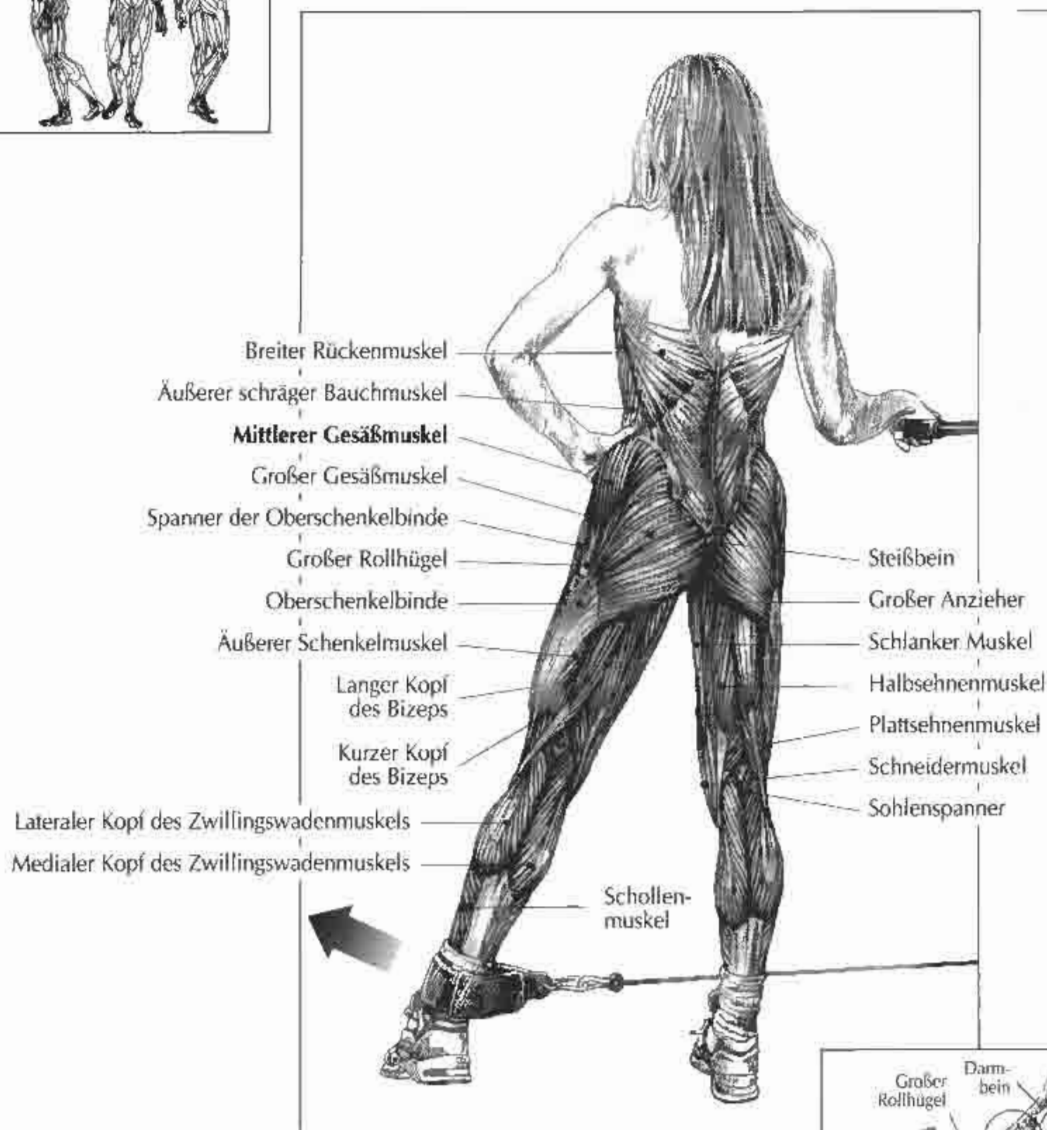 Breiter Rückenmuskel
Äußerer schräger Bauchmuskel
Mittlerer Gesäßmuskel
Großer Gesäßmuskel
Spanner der Oberschenkelbinde
Großer Rollhügel
Oberschenkelbinde
Äußerer Schenkelmuskel
Langer Kopf
des Bizeps
Kurzer Kopf
des Bizeps
Lateraler Kopf des Zwillingswadenmuskels
Medialer Kopf des Zwillingswadenmuskels
Schollen-
muskel
Steißbein
Großer Anzieher
Schlanker Muskel
Halbsehnenmuskel
Plattsehnenmuskel
Schneidermuskel
Sohlenspanner
Großer
Rollhügel
Darm-
bein